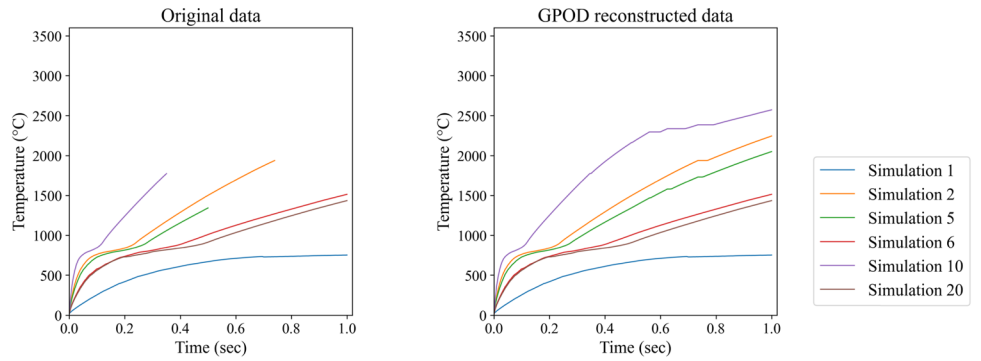 Original data
3500
3000
2500
2000
1500
1000
500
0
Temperature (°C)
0.0 0.2 0.4 0.6 0.8 1.0
Time (sec)
GPOD reconstructed data
3500
3000
2500
2000
1500
1000
500
0
Temperature (°C)
0.0 0.2 0.4 0.6 0.8 1.0
Time (sec)
Simulation 1
Simulation 2
Simulation 5
Simulation 6
Simulation 10
Simulation 20